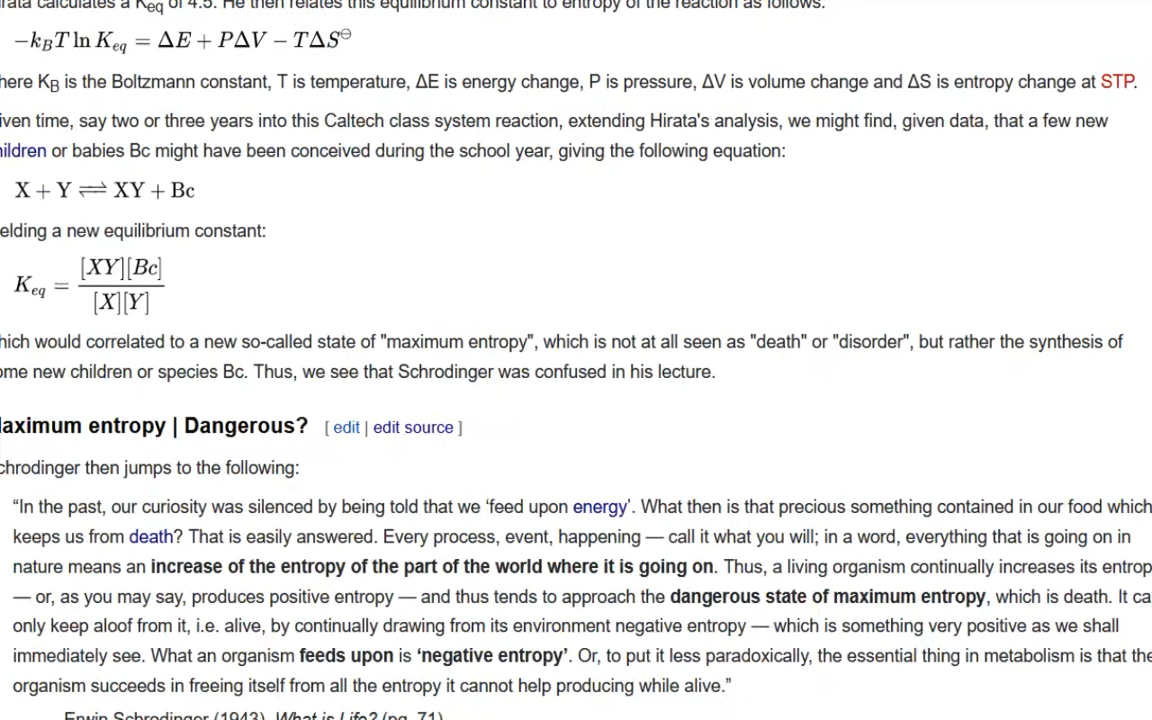 rata calculates a Keq of 4.5. He then relates this equilibrium constant to entropy of the reaction as follows:
−kBT ln Keq = ΔE + PΔV − TΔS⊖
here KB is the Boltzmann constant, T is temperature, ΔE is energy change, P is pressure, ΔV is volume change and ΔS is entropy change at STP.
iven time, say two or three years into this Caltech class system reaction, extending Hirata's analysis, we might find, given data, that a few new
hildren or babies Bc might have been conceived during the school year, giving the following equation:
X + Y ⇌ XY + Bc
elding a new equilibrium constant:
Keq = [XY][Bc] / [X][Y]
hich would correlated to a new so-called state of "maximum entropy", which is not at all seen as "death" or "disorder", but rather the synthesis of
ome new children or species Bc. Thus, we see that Schrodinger was confused in his lecture.
aximum entropy | Dangerous? [ edit | edit source ]
chrodinger then jumps to the following:
“In the past, our curiosity was silenced by being told that we ‘feed upon energy’. What then is that precious something contained in our food which
keeps us from death? That is easily answered. Every process, event, happening — call it what you will; in a word, everything that is going on in
nature means an increase of the entropy of the part of the world where it is going on. Thus, a living organism continually increases its entrop
— or, as you may say, produces positive entropy — and thus tends to approach the dangerous state of maximum entropy, which is death. It ca
only keep aloof from it, i.e. alive, by continually drawing from its environment negative entropy — which is something very positive as we shall
immediately see. What an organism feeds upon is ‘negative entropy’. Or, to put it less paradoxically, the essential thing in metabolism is that the
organism succeeds in freeing itself from all the entropy it cannot help producing while alive.”
Erwin Schrodinger (1943), What is Life? (pg. 71)